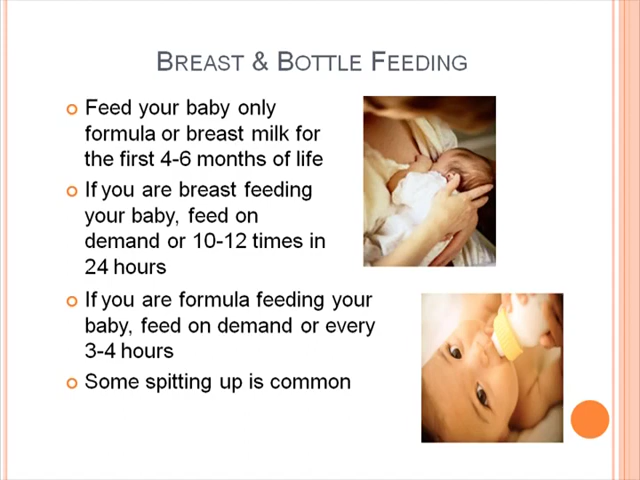 BREAST & BOTTLE FEEDING
Feed your baby only
formula or breast milk for
the first 4-6 months of life
If you are breast feeding
your baby, feed on
demand or 10-12 times in
24 hours
If you are formula feeding your
baby, feed on demand or every
3-4 hours
Some spitting up is common